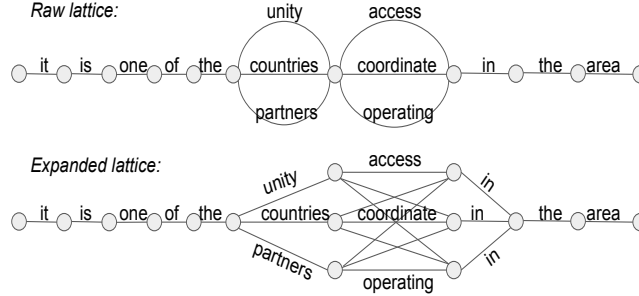 Raw lattice:
unity access
it is one of the countries coordinate in the area
partners operating
Expanded lattice:
unity access in
it is one of the countries coordinate in the area
partners operating in